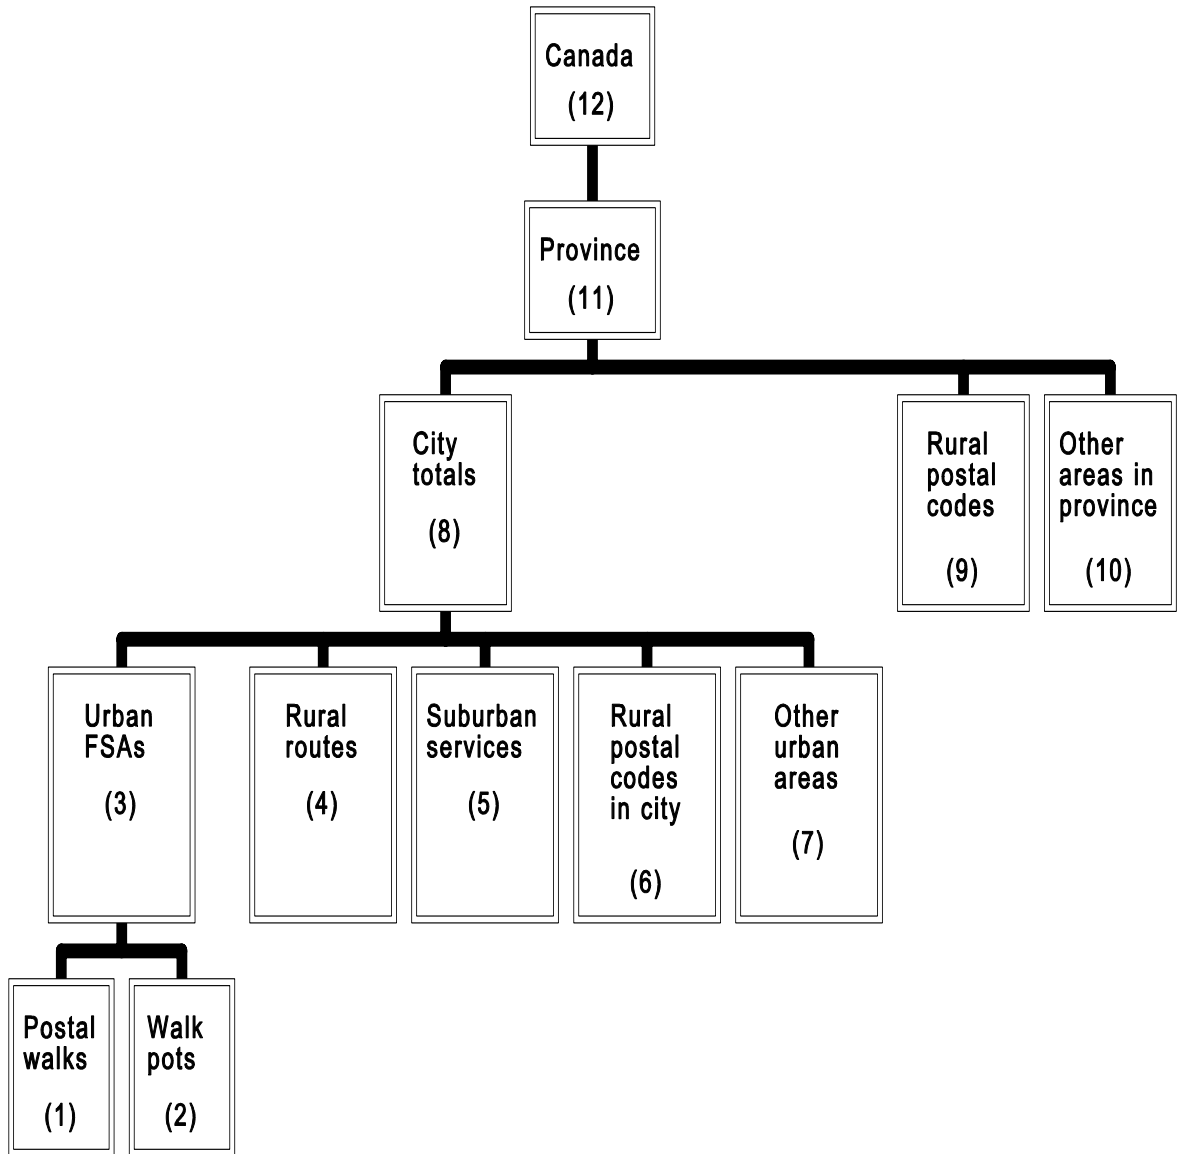 Canada
(12)
Province
(11)
City
totals
(8)
Rural
postal
codes
(9)
Other
areas in
province
(10)
Urban
FSAs
(3)
Rural
routes
(4)
Suburban
services
(5)
Rural
postal
codes
in city
(6)
Other
urban
areas
(7)
Postal
walks
(1)
Walk
pots
(2)